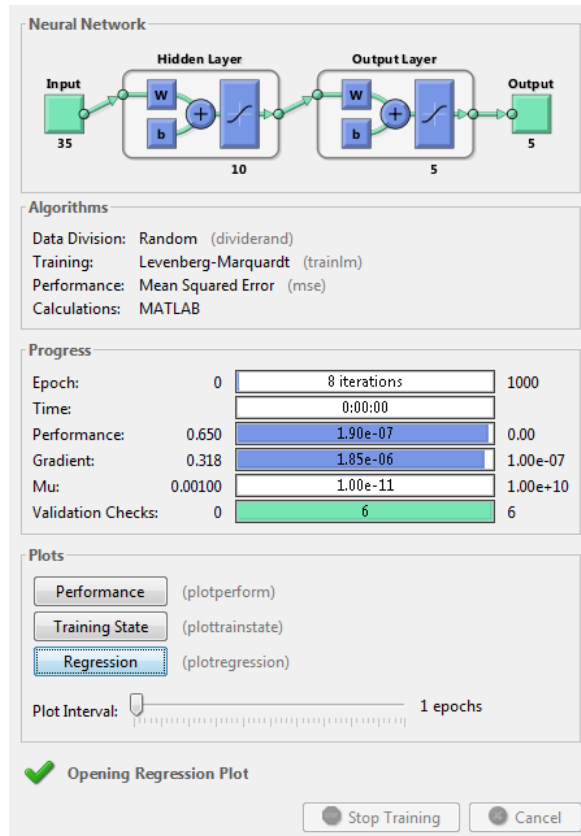 Neural Network
Hidden Layer
Output Layer
Input
Output
W
W
b
+
b
+
35
5
10
5
Algorithms
Data Division: Random (dividerand)
Training: Levenberg-Marquardt (trainlm)
Performance: Mean Squared Error (mse)
Calculations: MATLAB
Progress
Epoch: 0 8 iterations 1000
Time: 0:00:00
Performance: 0.650 1.90e-07 0.00
Gradient: 0.318 1.85e-06 1.00e-07
Mu: 0.00100 1.00e-11 1.00e+10
Validation Checks: 0 6 6
Plots
Performance (plotperform)
Training State (plottrainstate)
Regression (plotregression)
Plot Interval: 1 epochs
Opening Regression Plot
Stop Training Cancel